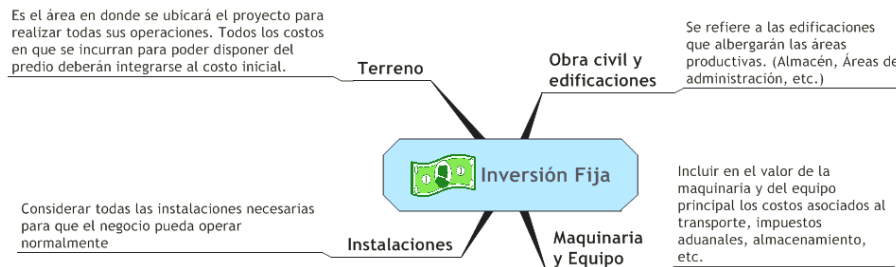 Es el área en donde se ubicará el proyecto para
realizar todas sus operaciones. Todos los costos
en que se incurran para poder disponer del
predio deberán integrarse al costo inicial.
Terreno
Obra civil y
edificaciones
Se refiere a las edificaciones
que albergarán las áreas
productivas. (Almacén, Áreas de
administración, etc.)
Inversión Fija
Considerar todas las instalaciones necesarias
para que el negocio pueda operar
normalmente
Instalaciones
Maquinaria
y Equipo
Incluir en el valor de la
maquinaria y del equipo
principal los costos asociados al
transporte, impuestos
aduanales, almacenamiento,
etc.